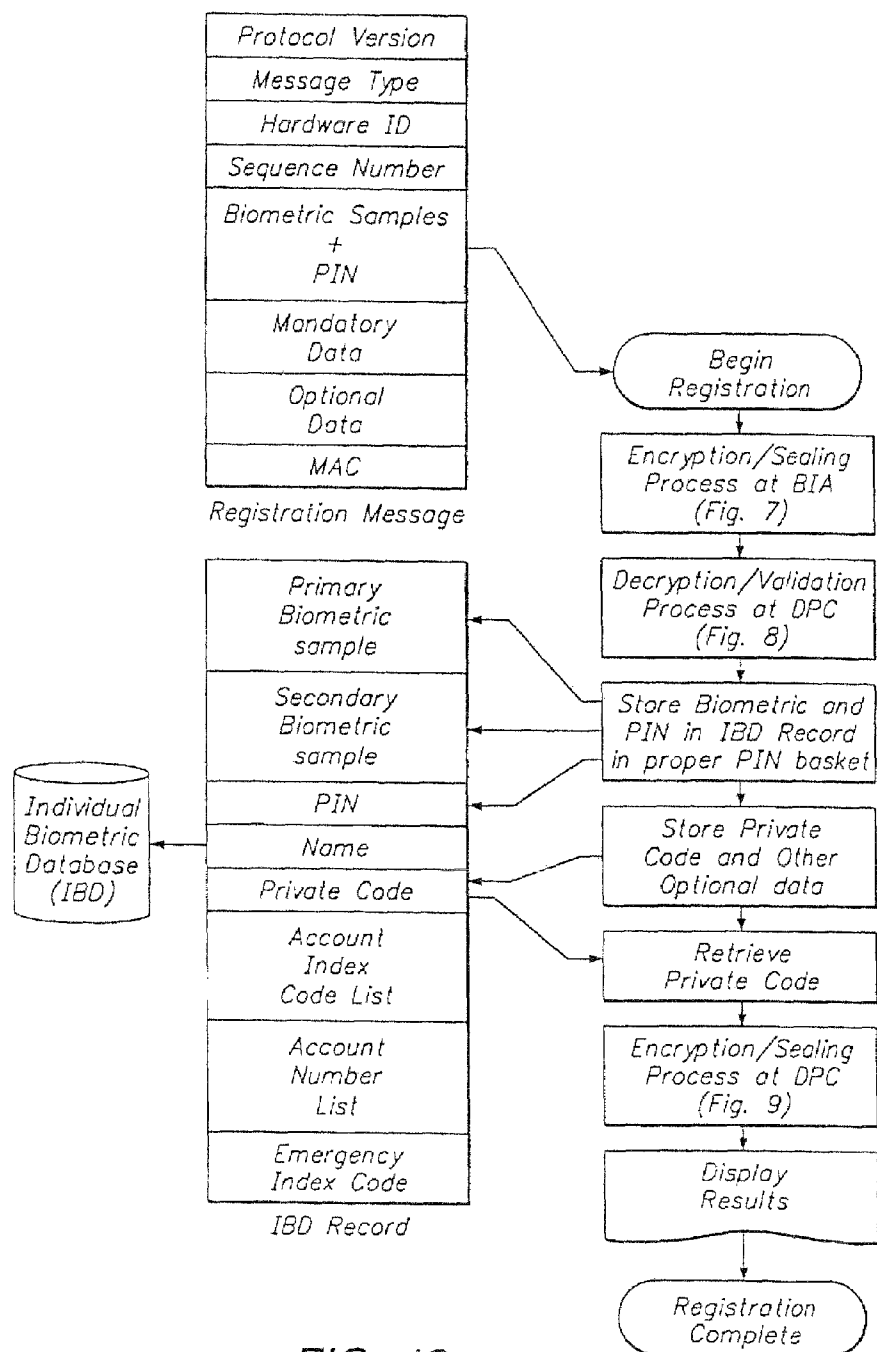 Protocol Version
Message Type
Hardware ID
Sequence Number
Biometric Samples
+
PIN
Mandatory
Data
Optional
Data
MAC
Registration Message
Primary
Biometric
sample
Secondary
Biometric
sample
PIN
Name
Private Code
Account
Index
Code List
Account
Number
List
Emergency
Index Code
IBD Record
Individual
Biometric
Database
(IBD)
Begin
Registration
Encryption/Sealing
Process at BIA
(Fig. 7)
Decryption/Validation
Process at DPC
(Fig. 8)
Store Biometric and
PIN in IBD Record
in proper PIN basket
Store Private
Code and Other
Optional data
Retrieve
Private Code
Encryption/Sealing
Process at DPC
(Fig. 9)
Display
Results
Registration
Complete